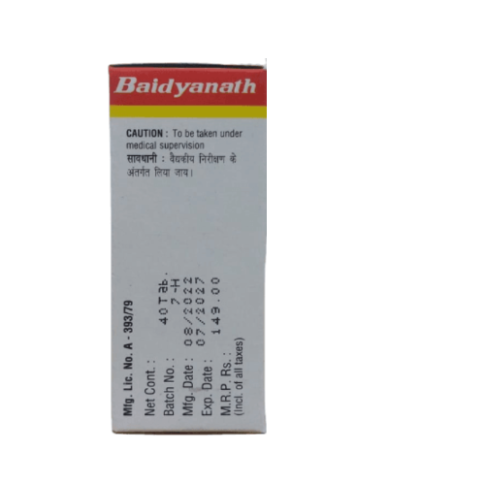 Baidyanath
CAUTION : To be taken under
medical supervision
सावधानी : वैद्यकीय निरीक्षण के
अंतर्गत लिया जाय।
Mfg. Lic. No. A - 393/79
Net Cont. : 40Tab.
Batch No. : 7-H
Mfg. Date : 08/2022
Exp. Date : 07/2027
M.R.P. Rs. : 149.00
(Incl. of all taxes)